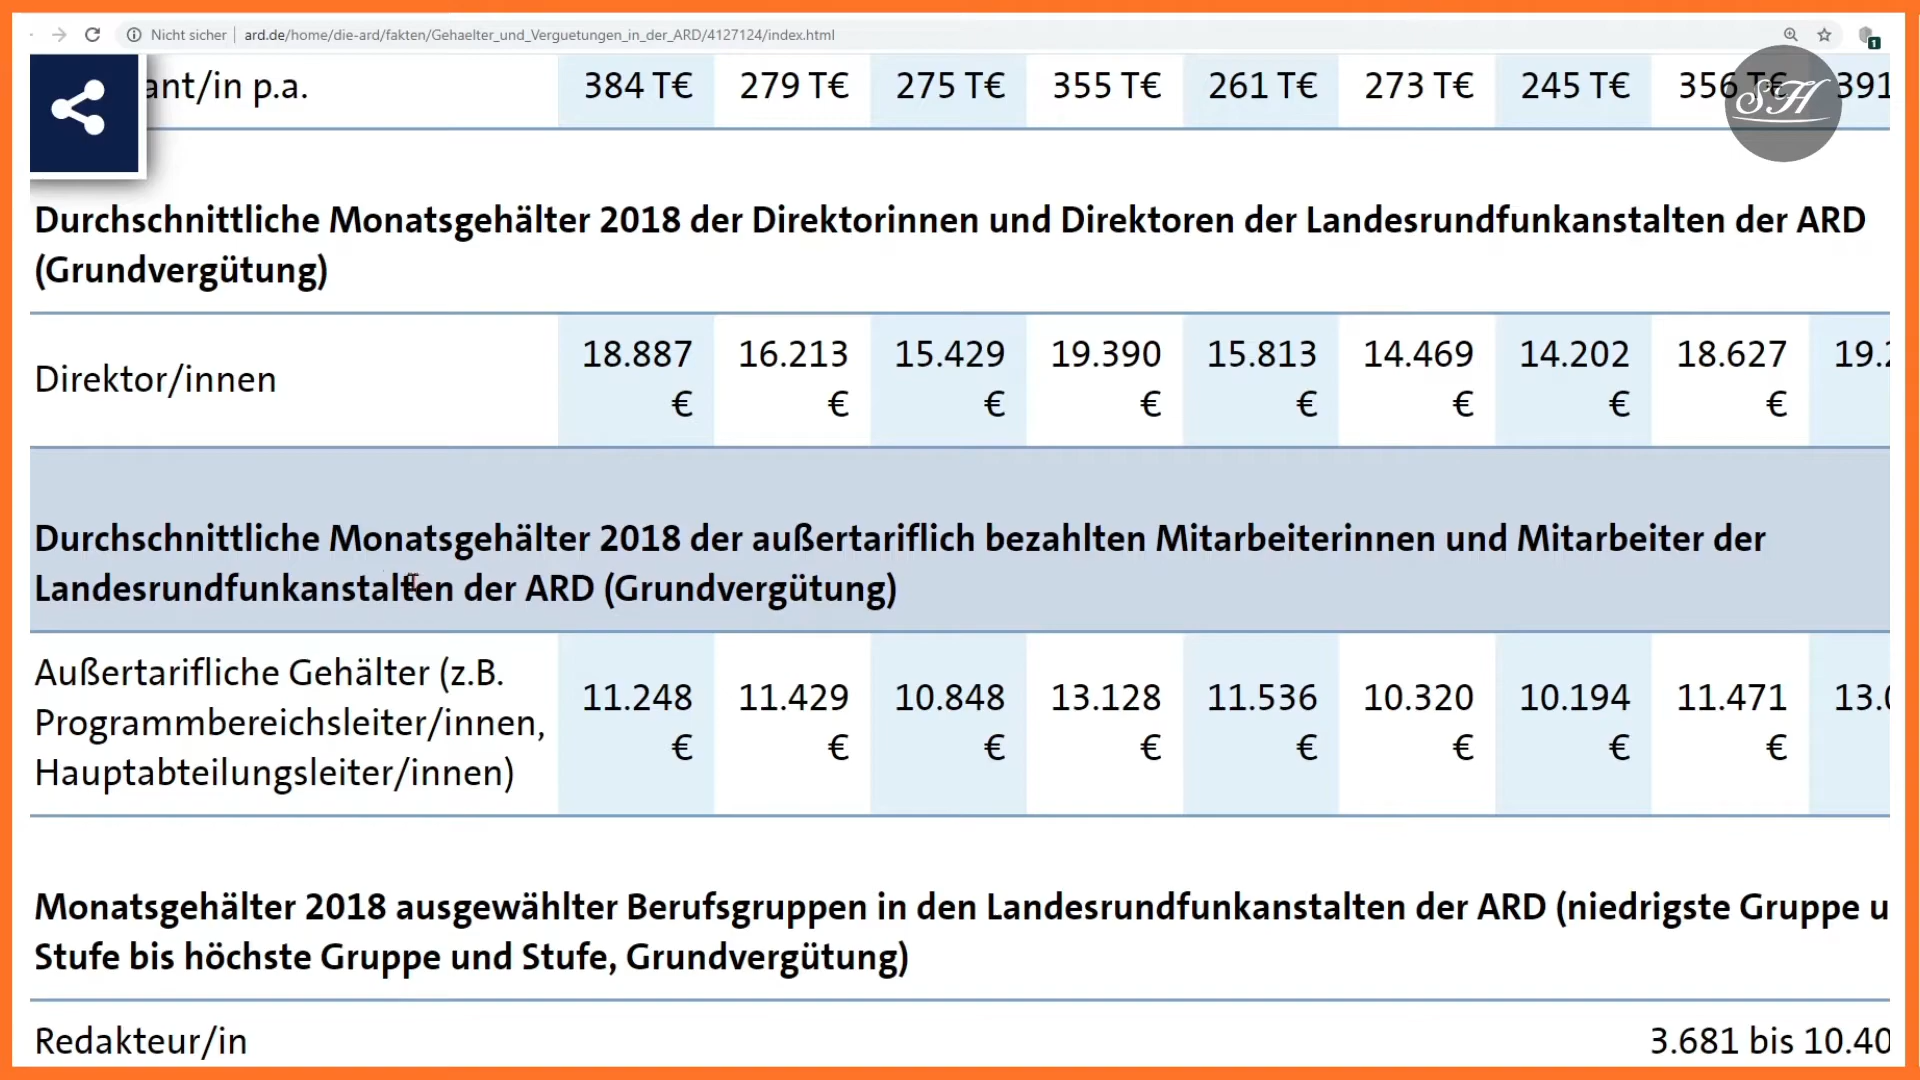 Nicht sicher | ard.de/home/die-ard/fakten/Gehaelter_und_Verguetungen_in_der_ARD/4127124/index.html
1
ant/in p.a. 384 T€ 279 T€ 275 T€ 355 T€ 261 T€ 273 T€ 245 T€ 356 T€ 391
SH
Durchschnittliche Monatsgehälter 2018 der Direktorinnen und Direktoren der Landesrundfunkanstalten der ARD
(Grundvergütung)
Direktor/innen 18.887 € 16.213 € 15.429 € 19.390 € 15.813 € 14.469 € 14.202 € 18.627 € 19.2
Durchschnittliche Monatsgehälter 2018 der außertariflich bezahlten Mitarbeiterinnen und Mitarbeiter der
Landesrundfunkanstalten der ARD (Grundvergütung)
Außertarifliche Gehälter (z.B.
Programmbereichsleiter/innen,
Hauptabteilungsleiter/innen)
11.248 € 11.429 € 10.848 € 13.128 € 11.536 € 10.320 € 10.194 € 11.471 € 13.0
Monatsgehälter 2018 ausgewählter Berufsgruppen in den Landesrundfunkanstalten der ARD (niedrigste Gruppe u
Stufe bis höchste Gruppe und Stufe, Grundvergütung)
Redakteur/in 3.681 bis 10.40